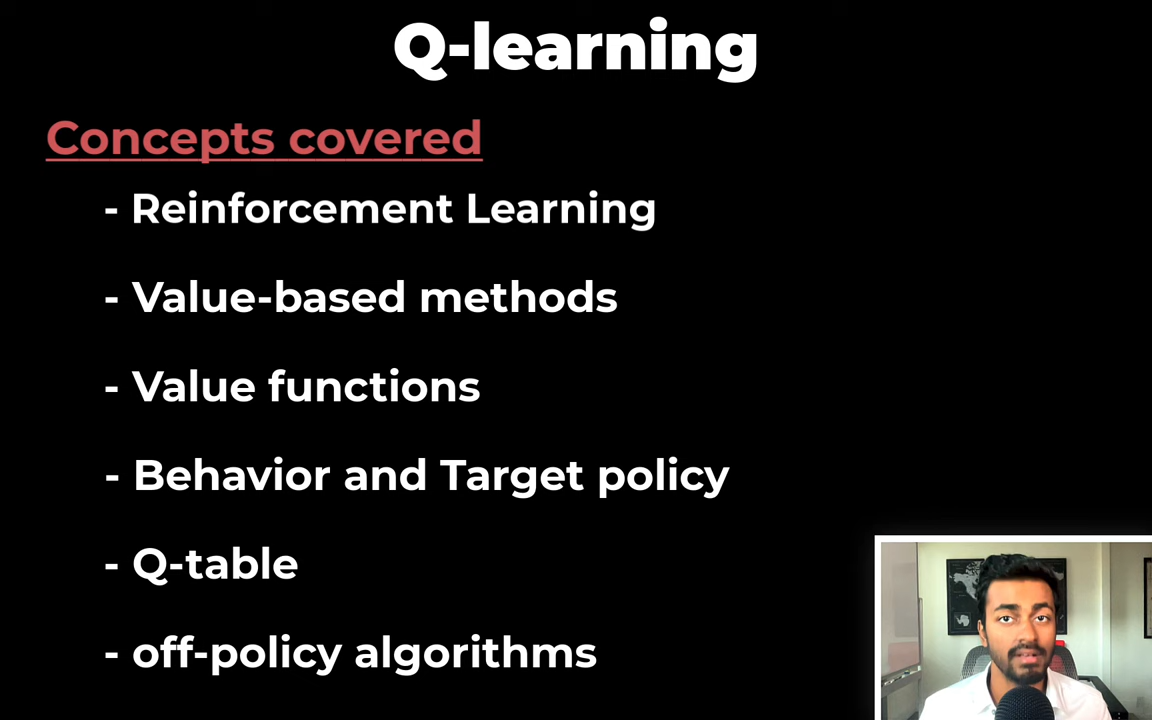 Q-learning
Concepts covered
- Reinforcement Learning
- Value-based methods
- Value functions
- Behavior and Target policy
- Q-table
- off-policy algorithms